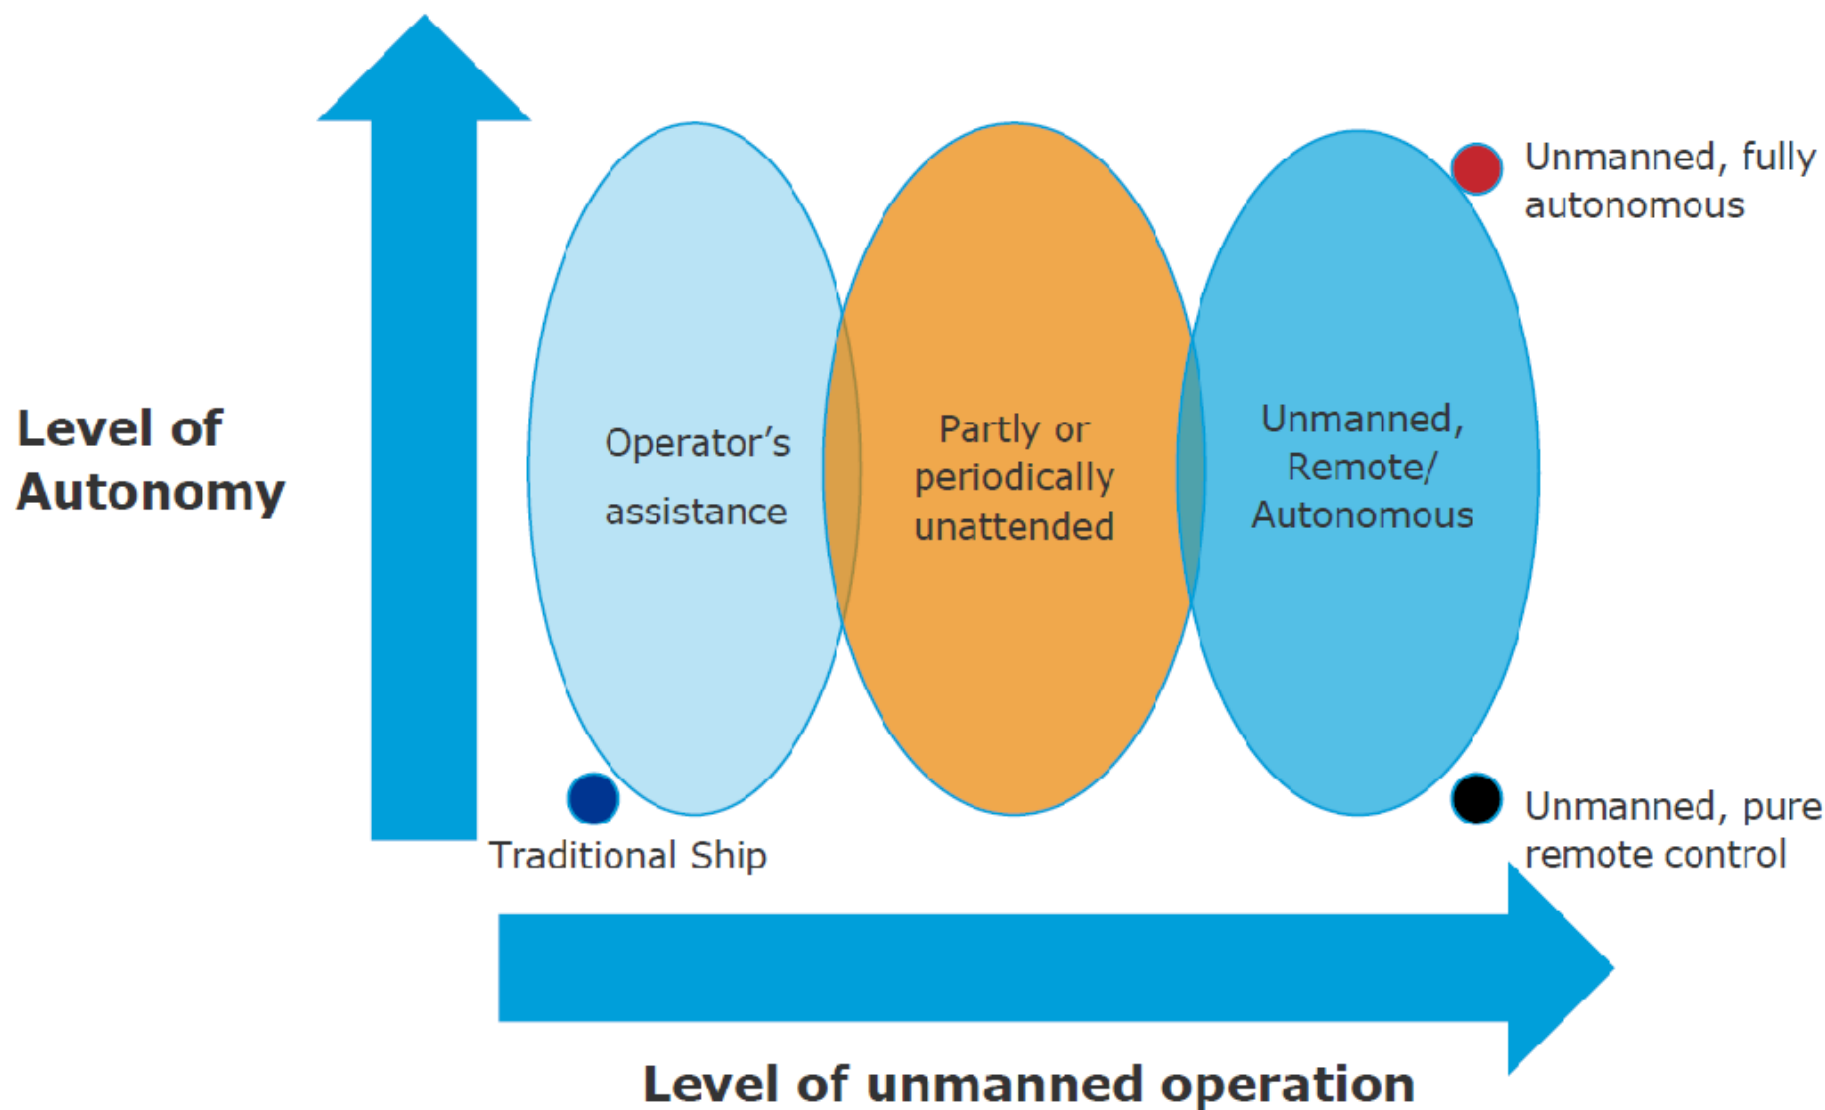 Unmanned, fully
autonomous
Level of
Autonomy
Operator’s
assistance
Partly or
periodically
unattended
Unmanned,
Remote/
Autonomous
Traditional Ship
Unmanned, pure
remote control
Level of unmanned operation